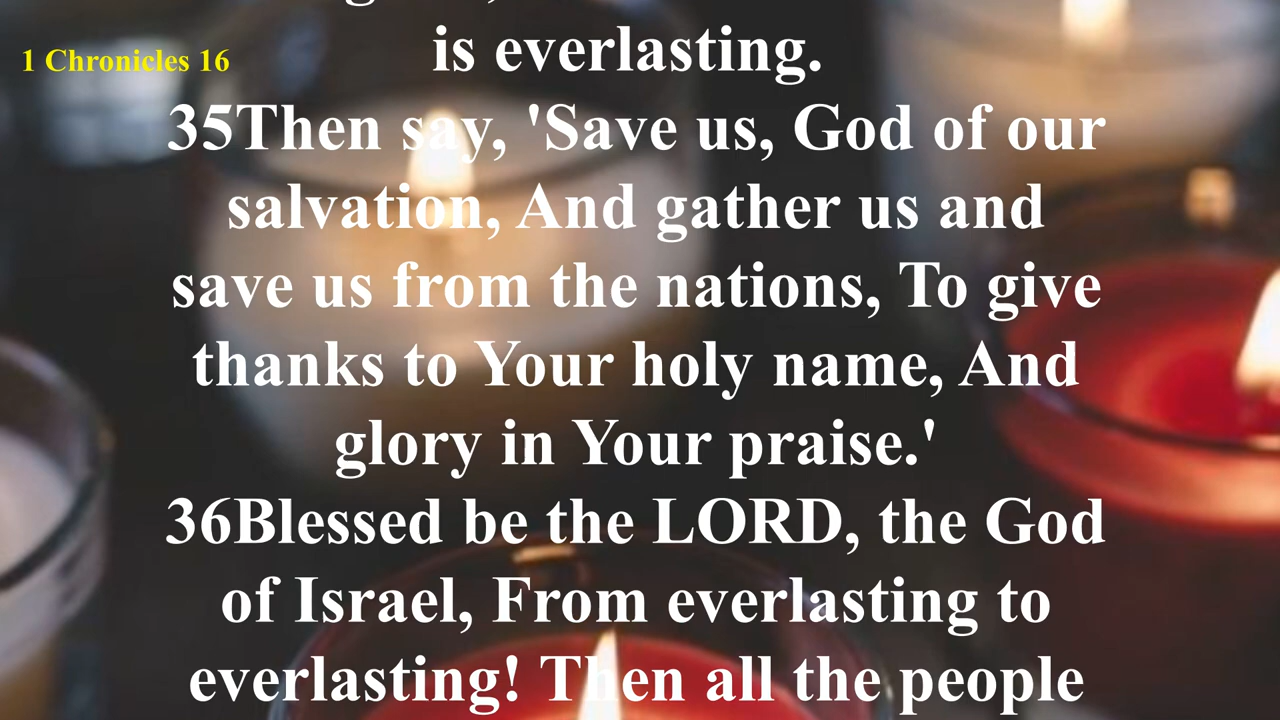 1 Chronicles 16
is everlasting.
35Then say, 'Save us, God of our
salvation, And gather us and
save us from the nations, To give
thanks to Your holy name, And
glory in Your praise.'
36Blessed be the LORD, the God
of Israel, From everlasting to
everlasting! Then all the people